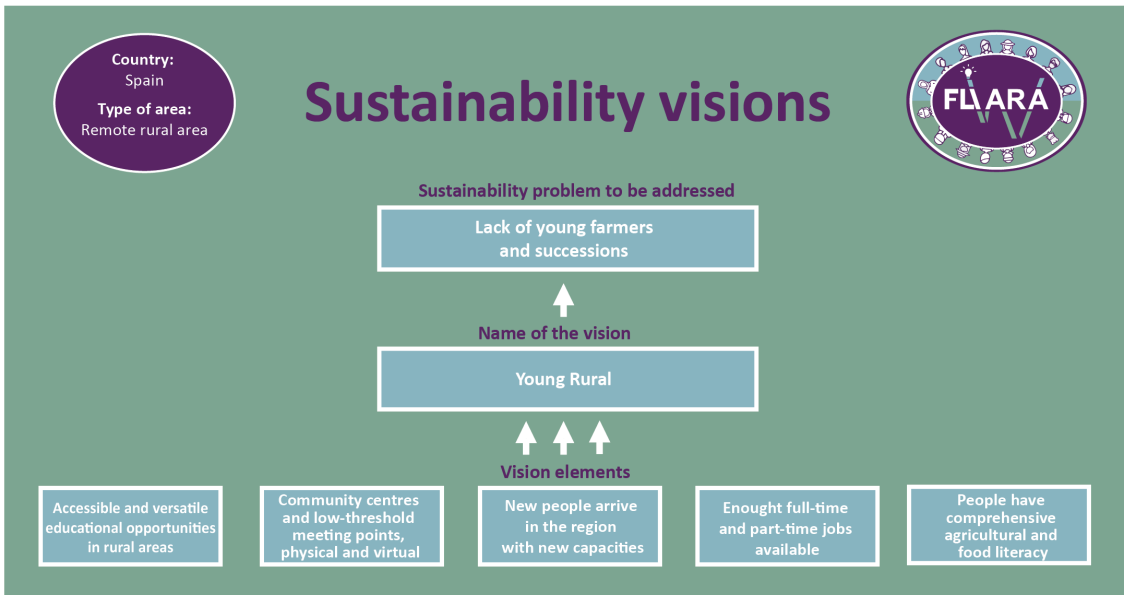 Country:
Spain
Type of area:
Remote rural area
Sustainability visions
FLIARA
Sustainability problem to be addressed
Lack of young farmers
and successions
Name of the vision
Young Rural
Vision elements
Accessible and versatile
educational opportunities
in rural areas
Community centres
and low-threshold
meeting points,
physical and virtual
New people arrive
in the region
with new capacities
Enought full-time
and part-time jobs
available
People have
comprehensive
agricultural and
food literacy